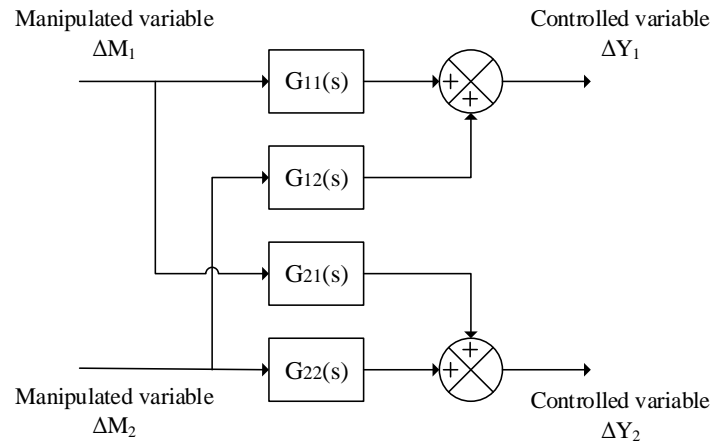 Manipulated variable
ΔM₁
Controlled variable
ΔY₁
G₁₁(s)
+
+
G₁₂(s)
G₂₁(s)
+
+
G₂₂(s)
Manipulated variable
ΔM₂
Controlled variable
ΔY₂